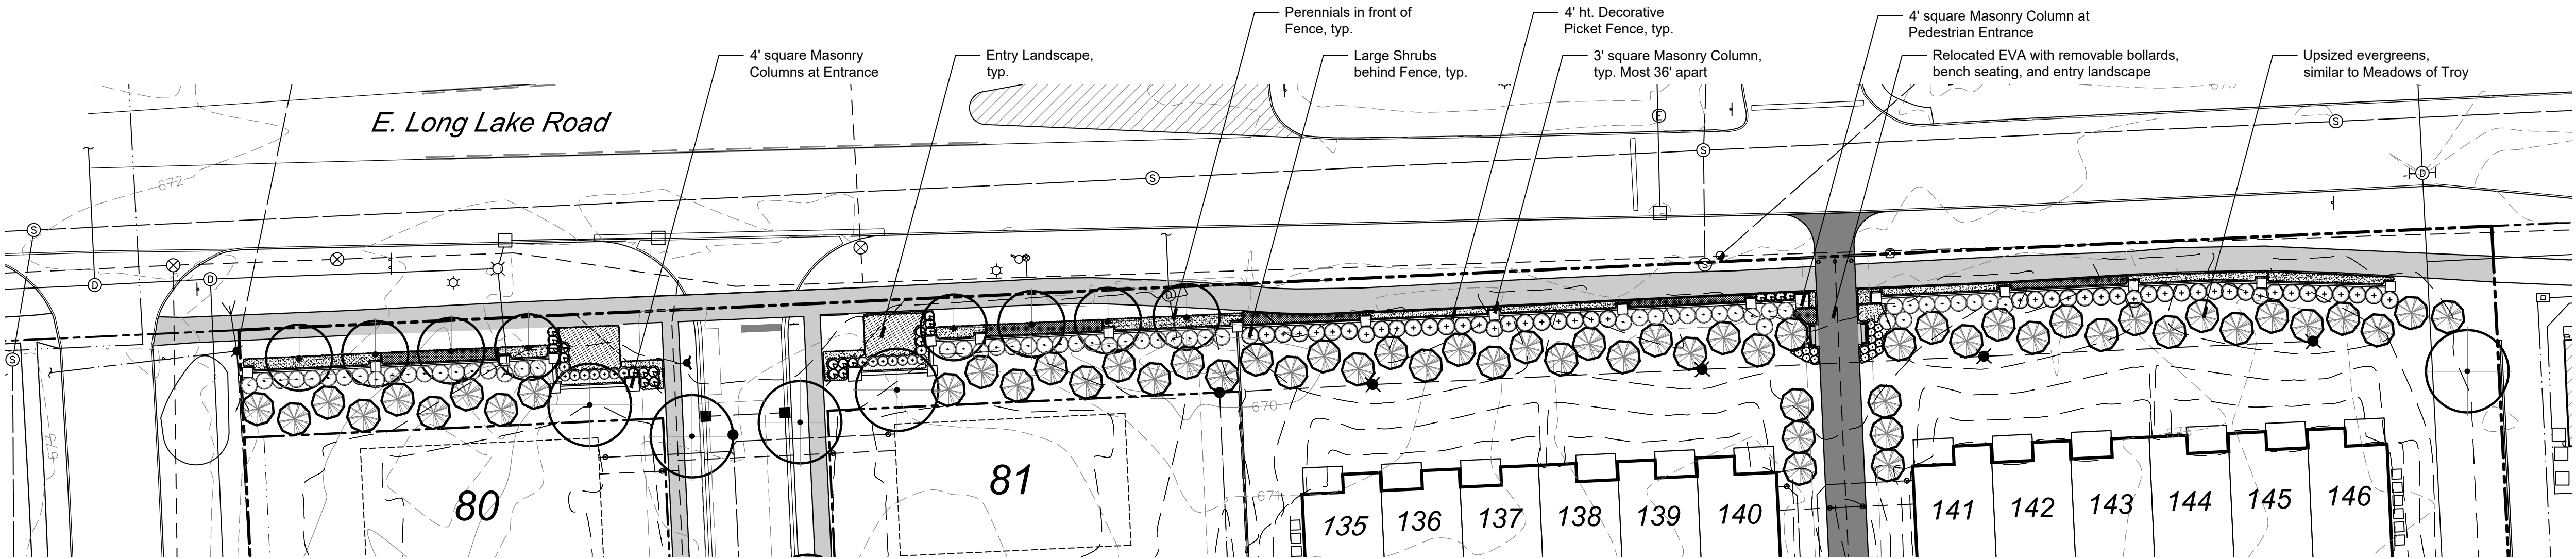 Perennials in front of
Fence, typ.
4' ht. Decorative
Picket Fence, typ.
4' square Masonry Column at
Pedestrian Entrance
4' square Masonry
Columns at Entrance
Entry Landscape,
typ.
Large Shrubs
behind Fence, typ.
3' square Masonry Column,
typ. Most 36' apart
Relocated EVA with removable bollards,
bench seating, and entry landscape
Upsized evergreens,
similar to Meadows of Troy
E. Long Lake Road
E
S
S
S
D
672
S
D
D
D
S
670
673
671
80
81
135
136
137
138
139
140
141
142
143
144
145
146